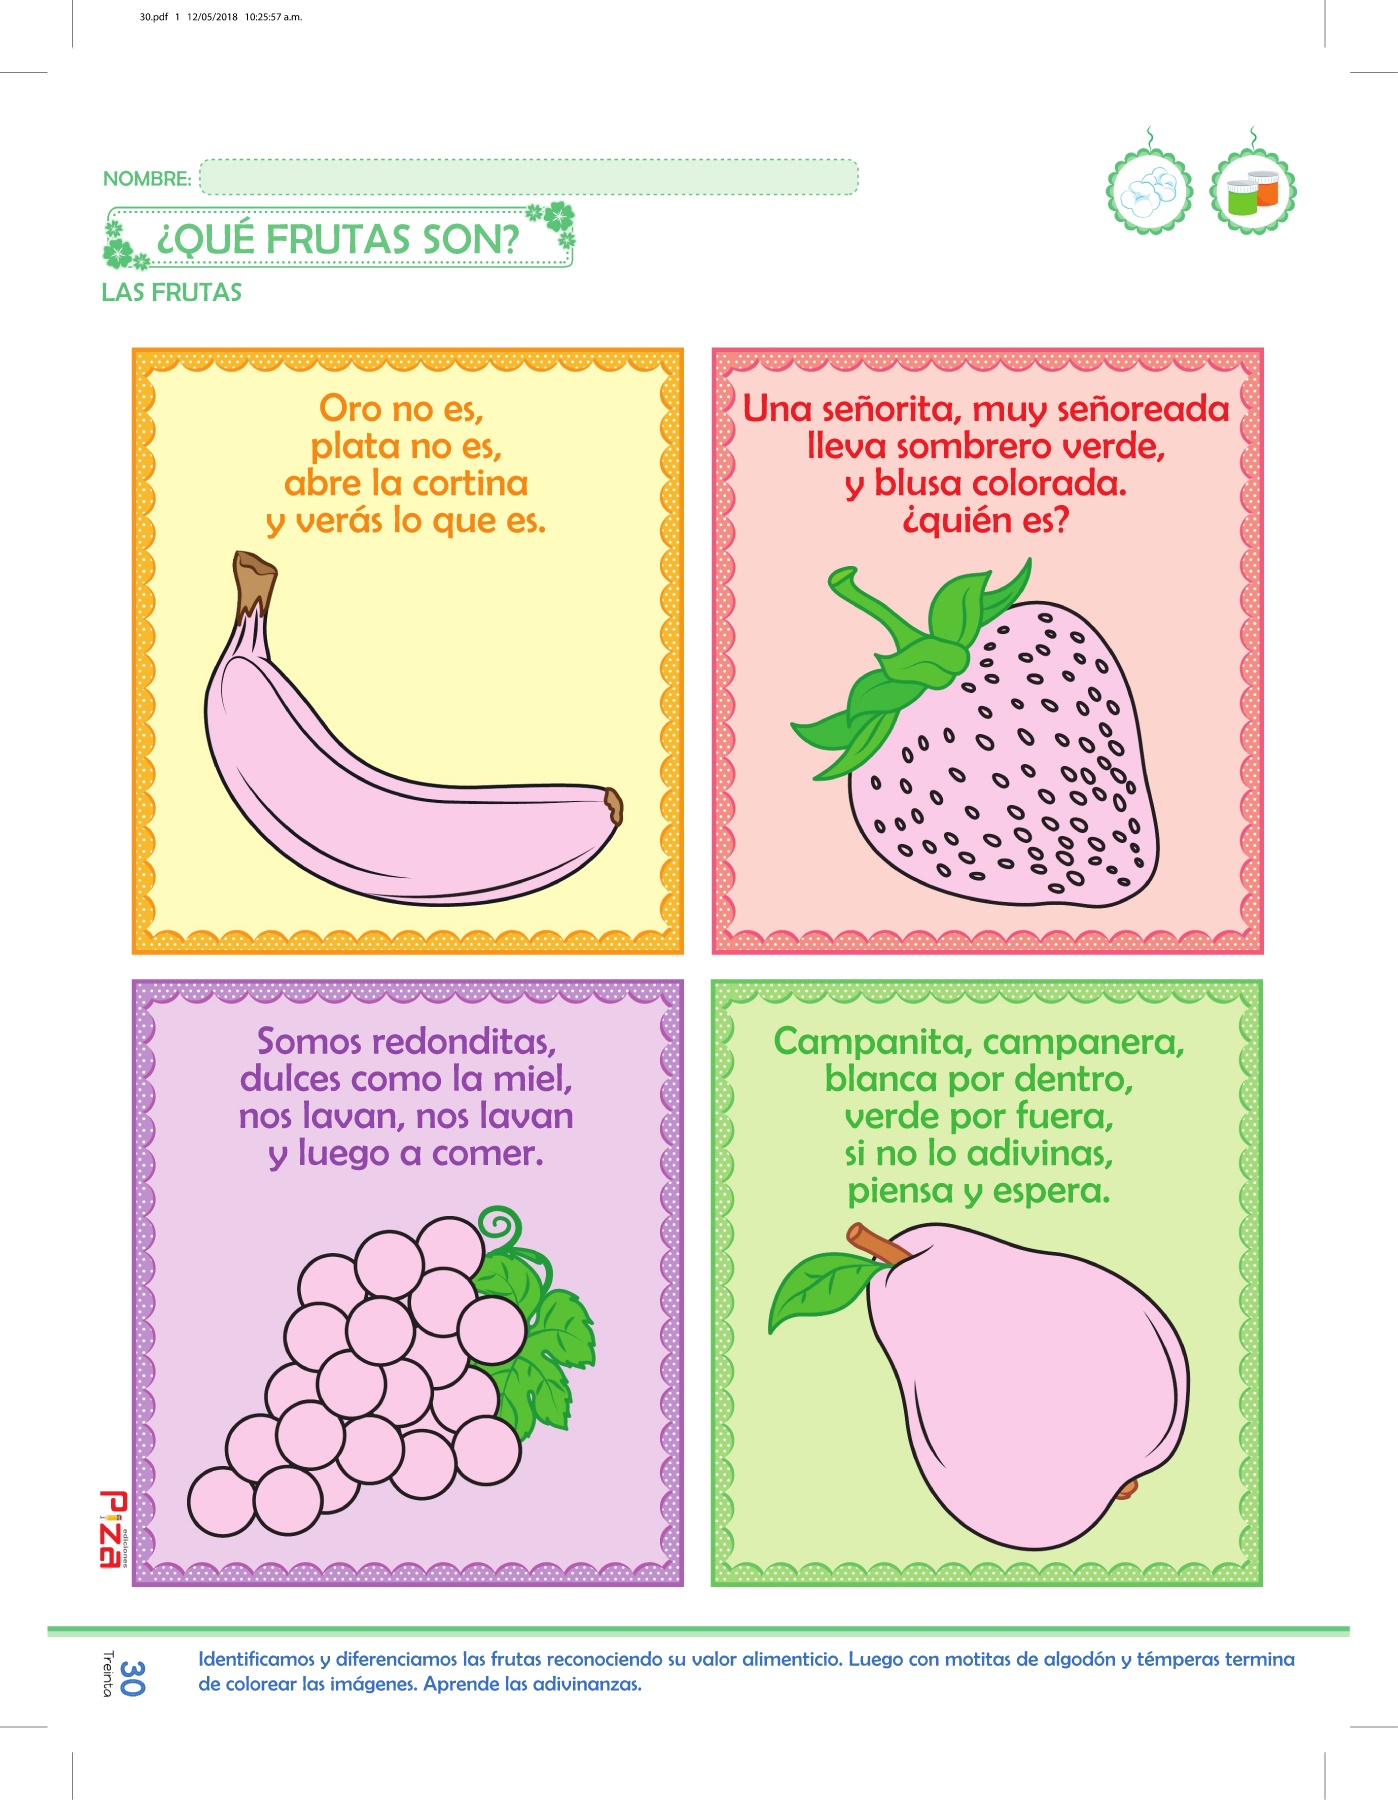 30.pdf 1 12/05/2018 10:25:57 a.m.
NOMBRE:
¿QUÉ FRUTAS SON?
LAS FRUTAS
Oro no es,
plata no es,
abre la cortina
y verás lo que es.
Una señorita, muy señoreada
lleva sombrero verde,
y blusa colorada.
¿quién es?
Somos redonditas,
dulces como la miel,
nos lavan, nos lavan
y luego a comer.
Campanita, campanera,
blanca por dentro,
verde por fuera,
si no lo adivinas,
piensa y espera.
Piza
ediciones
30
Treinta
Identificamos y diferenciamos las frutas reconociendo su valor alimenticio. Luego con motitas de algodón y témperas termina
de colorear las imágenes. Aprende las adivinanzas.